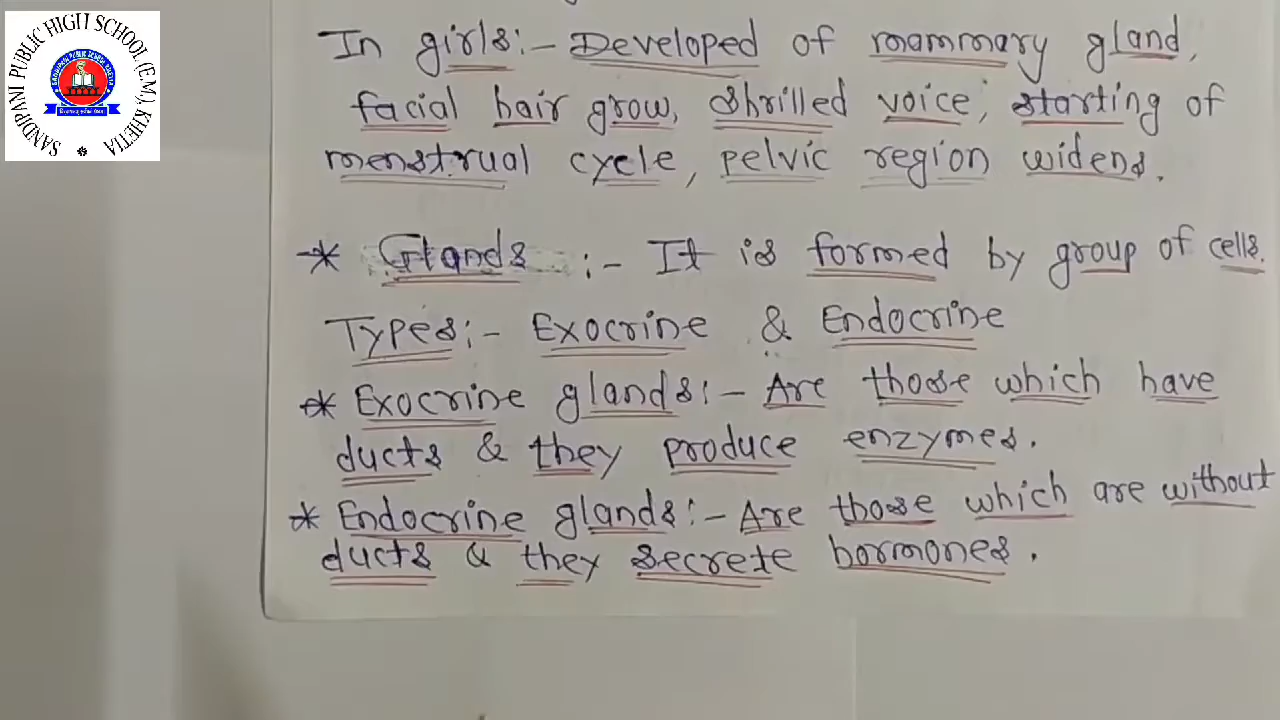 SANDIPANI PUBLIC HIGH SCHOOL (E.M), KHETIA
In girls:- Developed of mammary gland,
facial hair grow, shrilled voice, starting of
menstrual cycle, pelvic region widens.
* Glands :- It is formed by group of cells.
Types:- Exocrine & Endocrine
* Exocrine glands:- Are those which have
ducts & they produce enzymes.
* Endocrine glands:- Are those which are without
ducts & they secrete hormones.